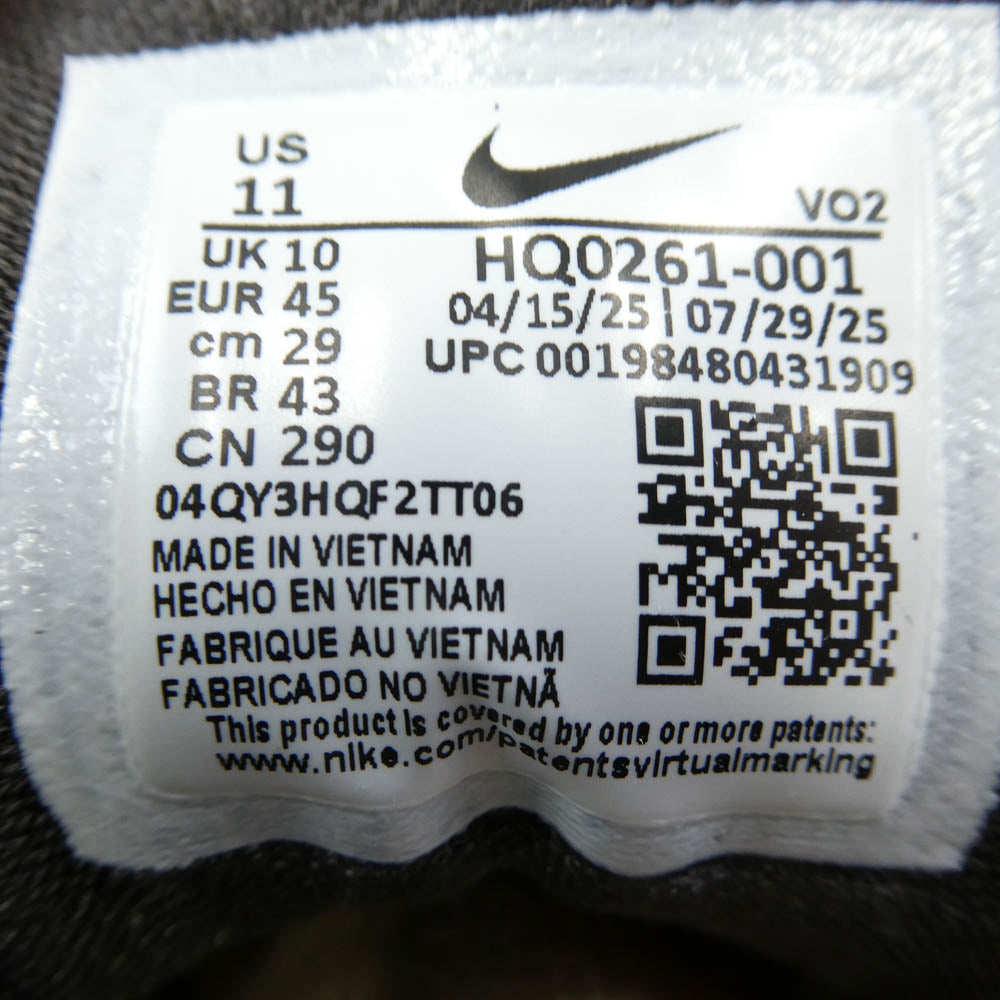 US
11
VO2
UK 10
EUR 45
cm 29
BR 43
CN 290
HQ0261-001
04/15/25 | 07/29/25
UPC 00198480431909
04QY3HQF2TT06
MADE IN VIETNAM
HECHO EN VIETNAM
FABRIQUE AU VIETNAM
FABRICADO NO VIETNÃ
This product is covered by one or more patents:
www.nike.com/patentsvirtualmarking